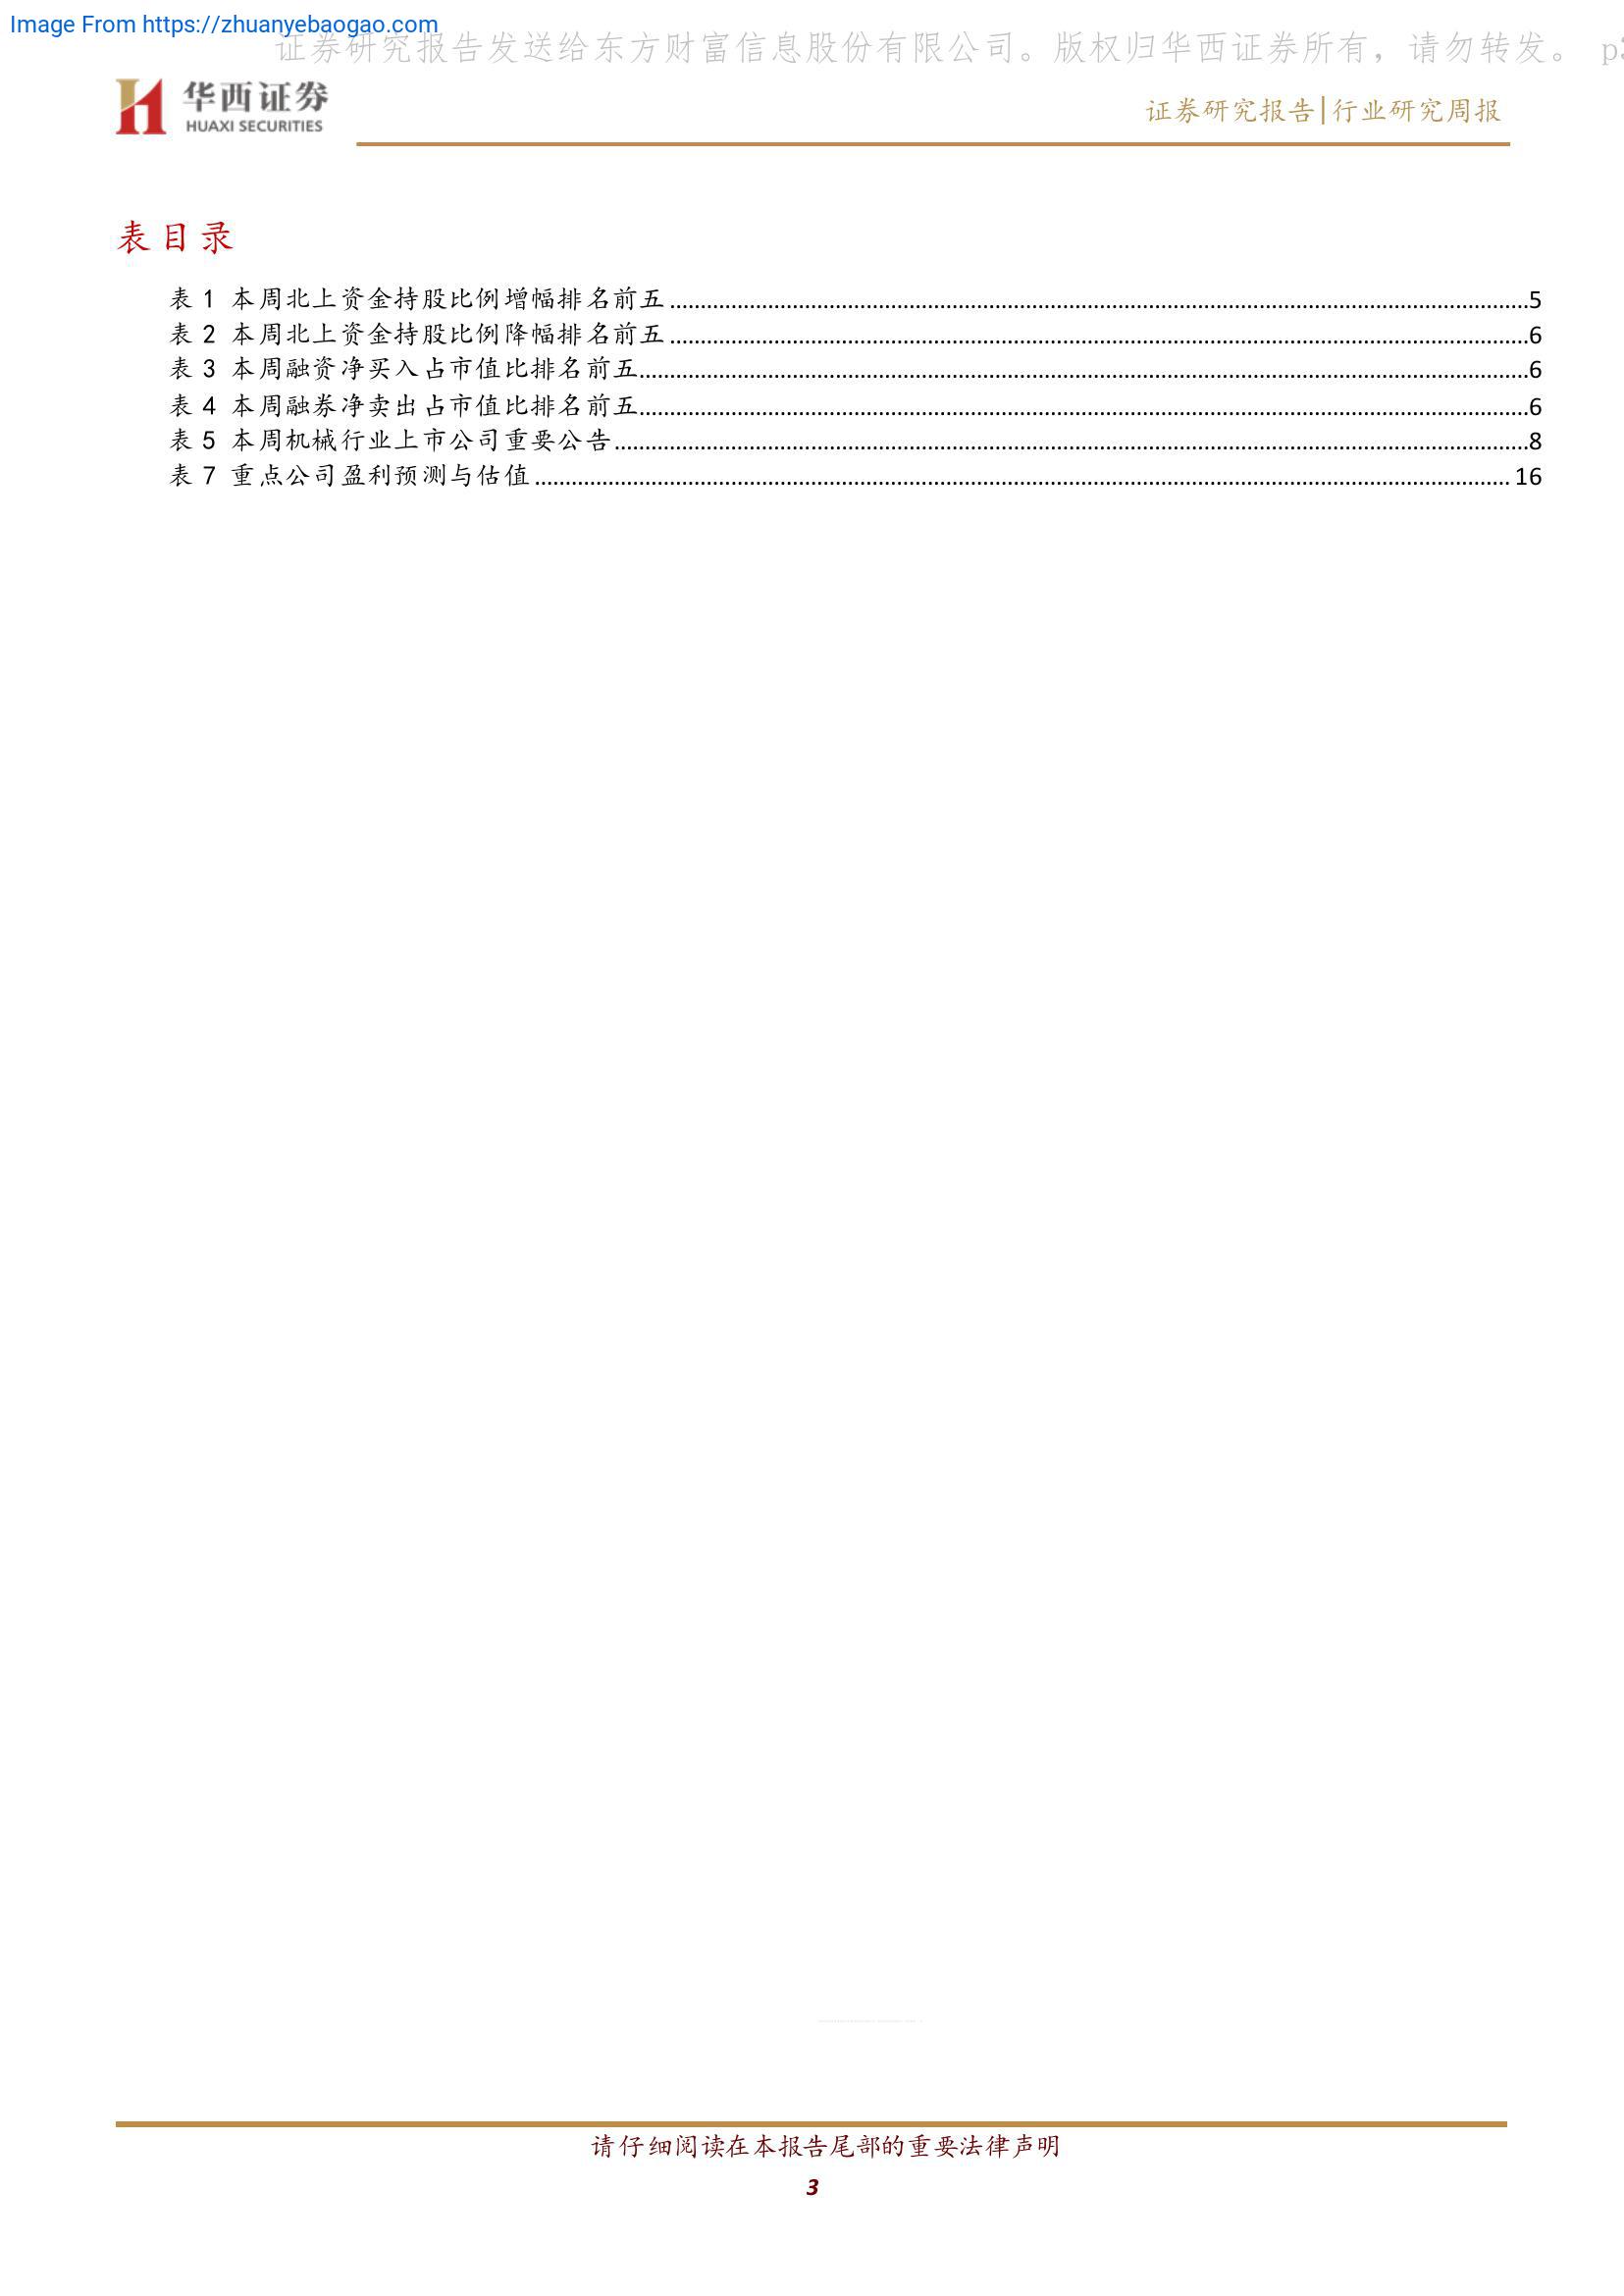 Image From https://zhuanyebaogao.com
证券研究报告发送给东方财富信息股份有限公司。版权归华西证券所有，请勿转发。 p3
华西证券
HUAXI SECURITIES
证券研究报告|行业研究周报
表目录
表 1 本周北上资金持股比例增幅排名前五 ........ 5
表 2 本周北上资金持股比例降幅排名前五 ........ 6
表 3 本周融资净买入占市值比排名前五 ........ 6
表 4 本周融券净卖出占市值比排名前五 ........ 6
表 5 本周机械行业上市公司重要公告 ........ 8
表 7 重点公司盈利预测与估值 ........ 16
请仔细阅读在本报告尾部的重要法律声明
3